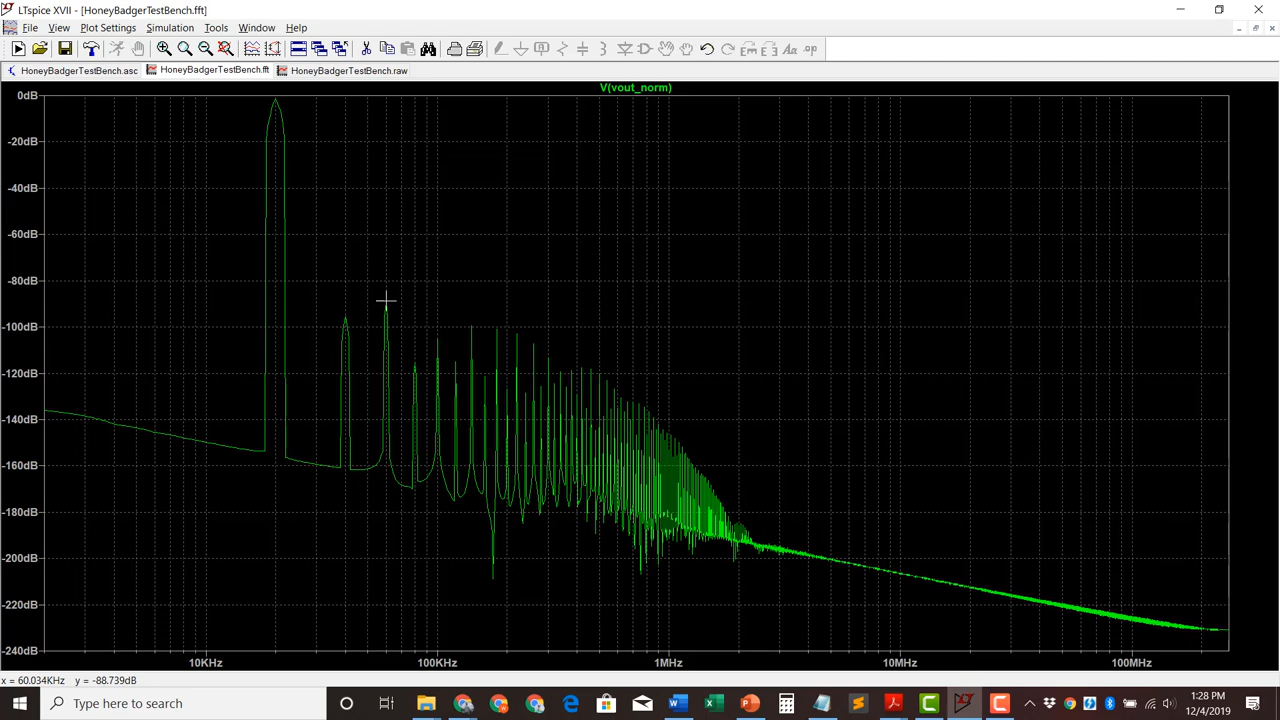 LTspice XVII - [HoneyBadgerTestBench.fft]
File View Plot Settings Simulation Tools Window Help
HoneyBadgerTestBench.asc HoneyBadgerTestBench.fft HoneyBadgerTestBench.raw
V(vout_norm)
0dB
-20dB
-40dB
-60dB
-80dB
-100dB
-120dB
-140dB
-160dB
-180dB
-200dB
-220dB
-240dB
10KHz 100KHz 1MHz 10MHz 100MHz
x = 60.034KHz y = -88.739dB
Type here to search
1:28 PM
12/4/2019